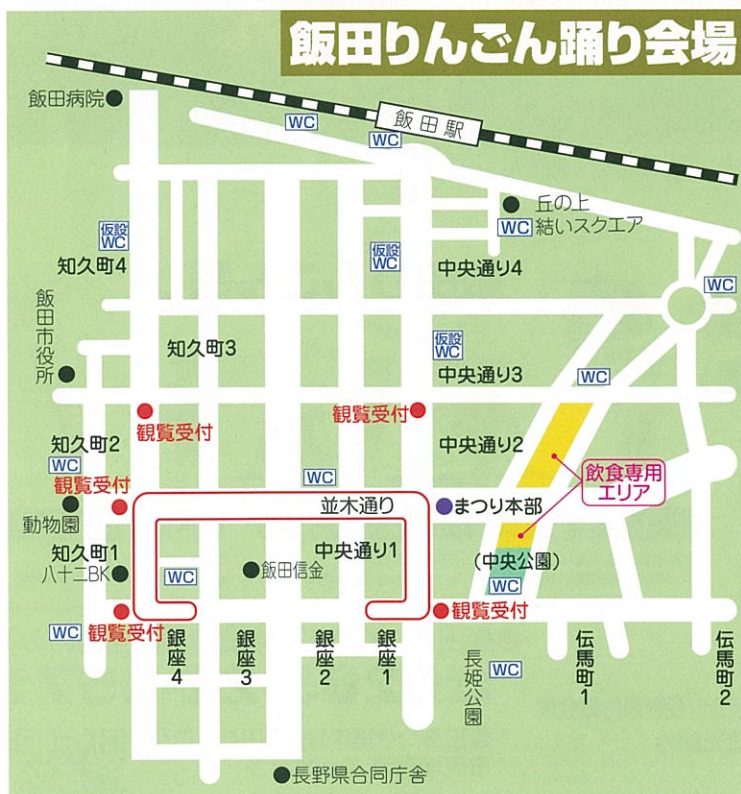 飯田りんごん踊り会場
飯田病院
WC
飯田駅
WC
丘の上
WC 結いスクエア
仮設
WC
知久町4
仮設
WC
中央通り4
WC
飯田市役所
知久町3
仮設
WC
中央通り3
WC
観覧受付
観覧受付
知久町2
WC
中央通り2
飲食専用
エリア
観覧受付
WC
動物園
並木通り
まつり本部
知久町1
八十二BK
WC
飯田信金
中央通り1
(中央公園)
WC
WC
観覧受付
観覧受付
銀座4
銀座3
銀座2
銀座1
長姫公園
WC
伝馬町1
伝馬町2
長野県合同庁舎